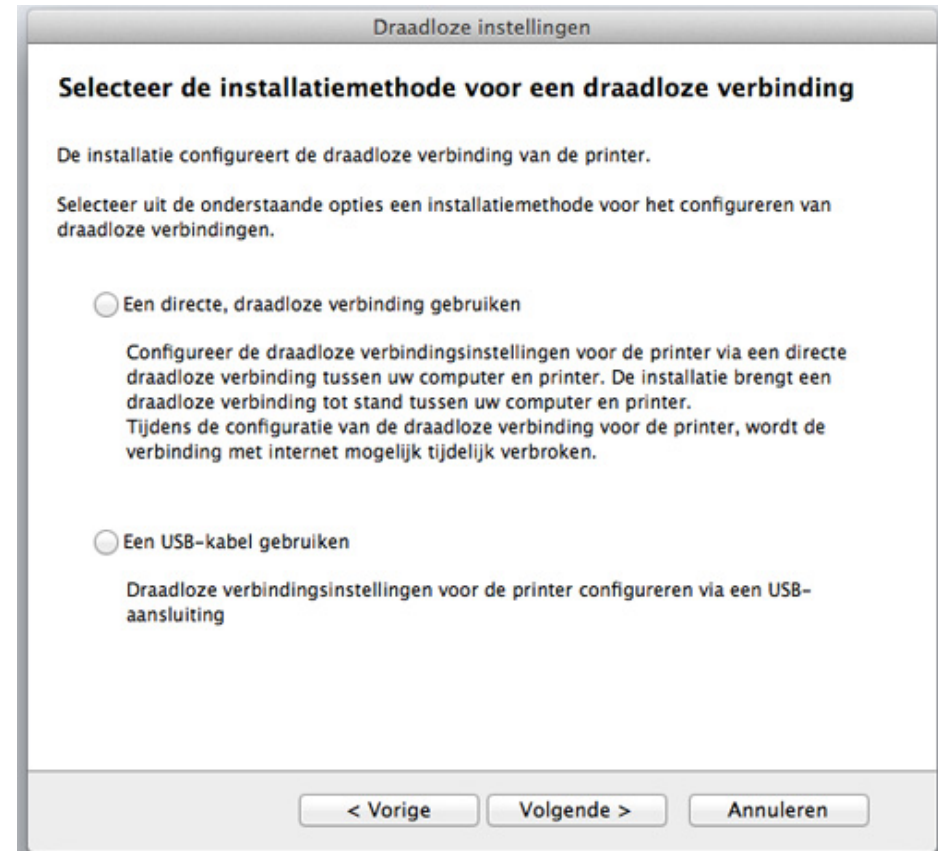 Draadloze instellingen
Selecteer de installatiemethode voor een draadloze verbinding
De installatie configureert de draadloze verbinding van de printer.
Selecteer uit de onderstaande opties een installatiemethode voor het configureren van
draadloze verbindingen.
Een directe, draadloze verbinding gebruiken
Configureer de draadloze verbindingsinstellingen voor de printer via een directe
draadloze verbinding tussen uw computer en printer. De installatie brengt een
draadloze verbinding tot stand tussen uw computer en printer.
Tijdens de configuratie van de draadloze verbinding voor de printer, wordt de
verbinding met internet mogelijk tijdelijk verbroken.
Een USB-kabel gebruiken
Draadloze verbindingsinstellingen voor de printer configureren via een USB-
aansluiting
< Vorige
Volgende >
Annuleren